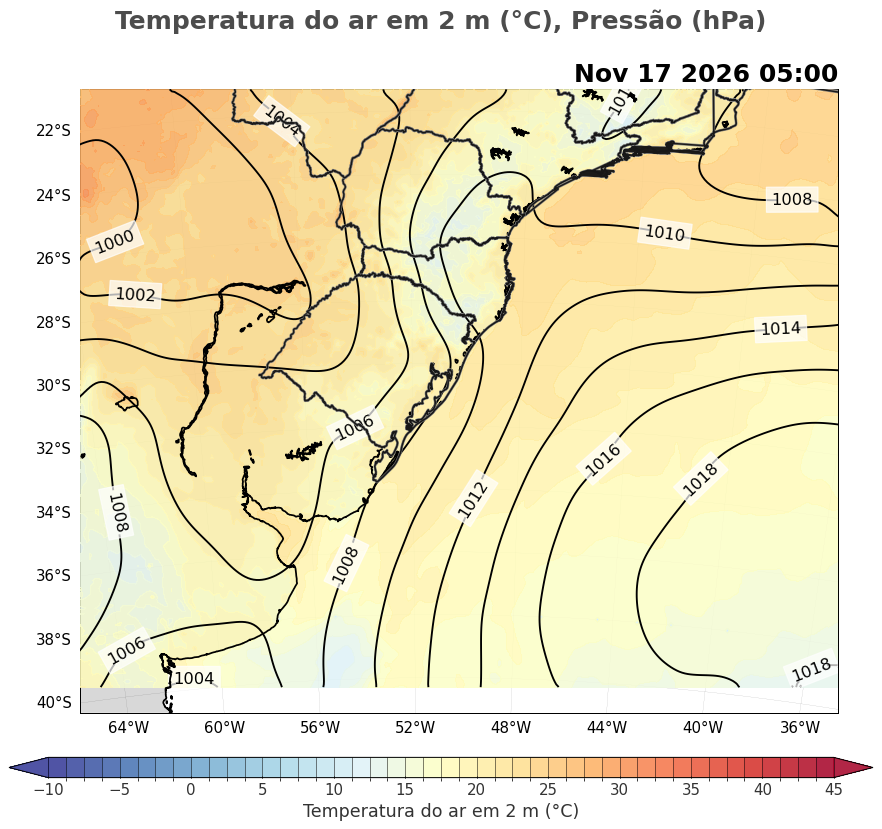 Temperatura do ar em 2 m (°C), Pressão (hPa)
Nov 17 2026 05:00
22°S
24°S
26°S
28°S
30°S
32°S
34°S
36°S
38°S
40°S
1004
101
1008
1010
1000
1002
1014
1006
1016
1018
1012
1008
1008
1006
1004
1018
64°W 60°W 56°W 52°W 48°W 44°W 40°W 36°W
−10 −5 0 5 10 15 20 25 30 35 40 45
Temperatura do ar em 2 m (°C)